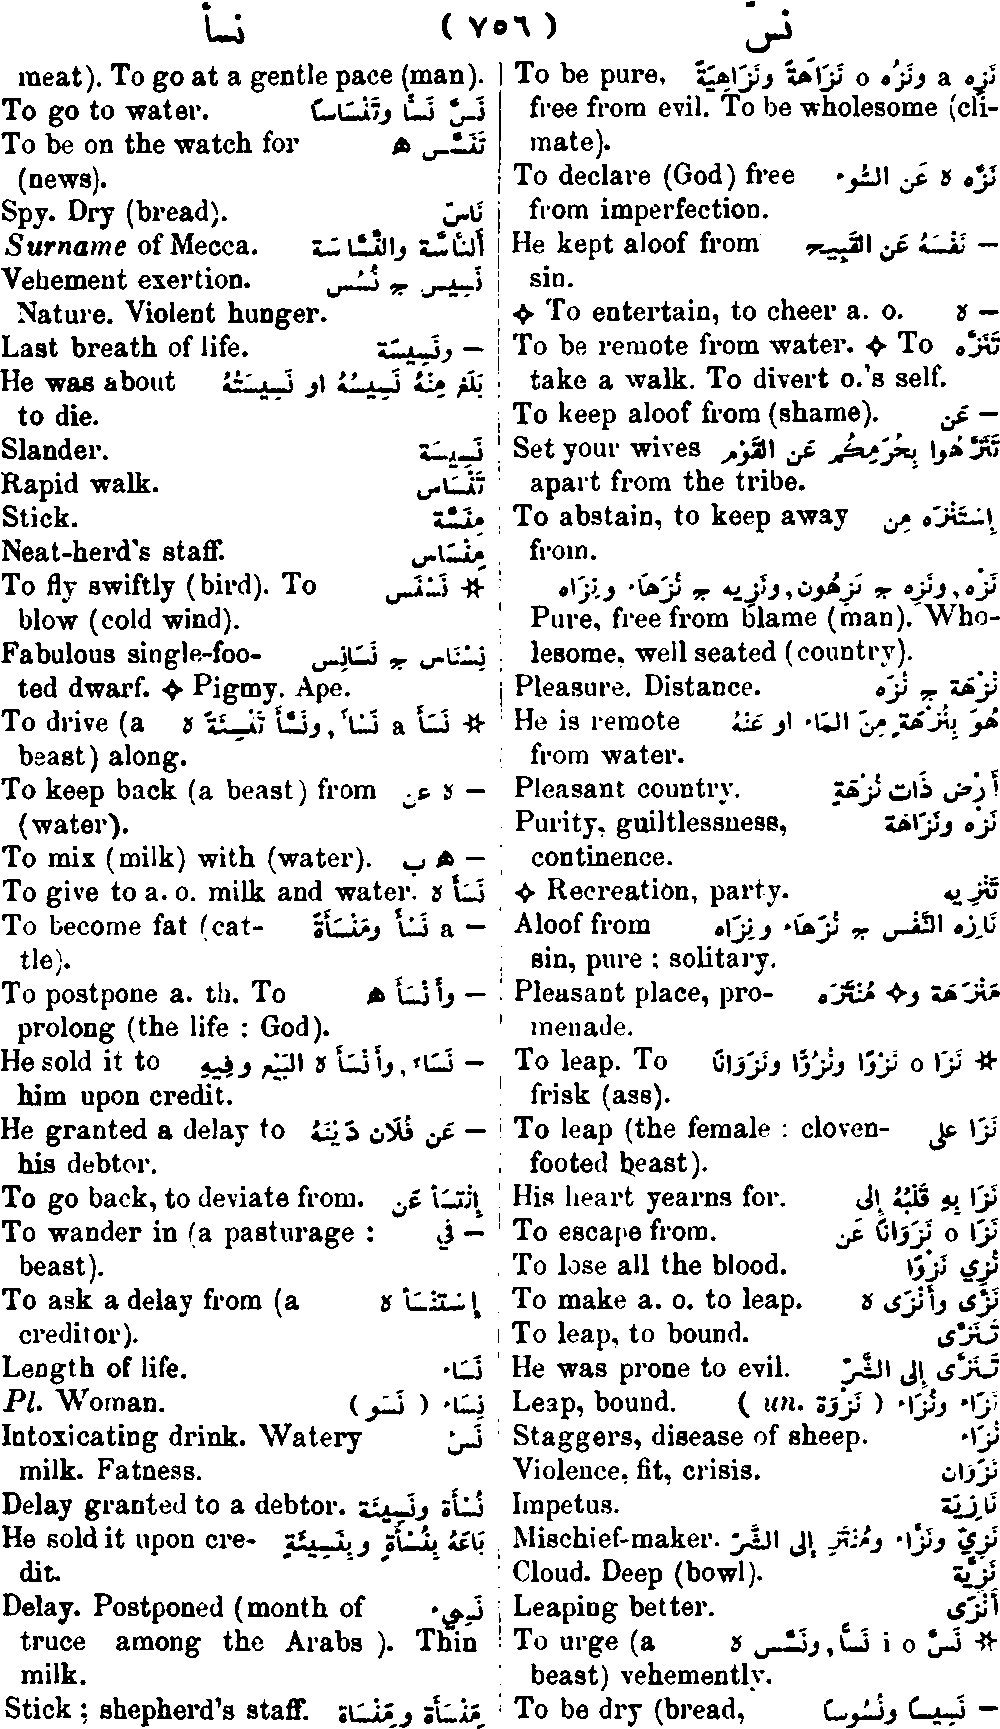 نسّ ( ٧٥٦ ) نسأ
To be pure, نَزِه a ونَزُه o نَزَاهَةً ونَزَاهِيَّةً
free from evil. To be wholesome (cli-
mate).
To declare (God) free نَزَّه ه عَن السُّوء
from imperfection.
He kept aloof from — نَفْسَهُ عَن القَبِيح
sin.
✧ To entertain, to cheer a. o. — ه
To be remote from water. ✧ To تَنَزَّه
take a walk. To divert o.'s self.
To keep aloof from (shame). — عَن
Set your wives تَنَزَّهُوا بِحُرَمِكُم عَن القَوْم
apart from the tribe.
To abstain, to keep away إِسْتَنْزَه مِن
from.
نَزْه, ونَزِه ج نَزِهُون, ونَزِيه ج نُزَهَاء ونِزَاه
Pure, free from blame (man). Who-
lesome, well seated (country).
Pleasure. Distance. نُزْهَة ج نُزَه
He is remote هُوَ بِنُزْهَةٍ مِنَ المَاء او عَنْهُ
from water.
Pleasant country. أَرْض ذَات نُزْهَةٍ
Purity, guiltlessness, نَزْه ونَزَاهَة
continence.
✧ Recreation, party. تَنْزِيه
Aloof from نَازِه النَّفْس ج نُزَهَاء ونِزَاه
sin, pure ; solitary.
Pleasant place, pro- مَنْزَهَة و✧ مُنْتَزَه
menade.
To leap. To ✲ نَزَا o نَزْوًا ونُزُوًّا ونَزَوَانًا
frisk (ass).
To leap (the female : cloven- نَزَا على
footed beast).
His heart yearns for. نَزَا بِهِ قَلْبُهُ إِلى
To escape from. نَزَا o نَزَوَانًا عَن
To lose all the blood. نُزِي نَزْوًا
To make a. o. to leap. نَزَّى وأَنْزَى ه
To leap, to bound. تَنَزَّى
He was prone to evil. تَنَزَّى إِلى الشَّرّ
Leap, bound. نَزَاء ونُزَاء ( نَزْوَة .un )
Staggers, disease of sheep. نُزَاء
Violence, fit, crisis. نَزَوَان
Impetus. نَازِيَة
Mischief-maker. نَزِيّ ونَزَّاء ومُنْتَزٍ إِلى الشَّرّ
Cloud. Deep (bowl). نَزِيَّة
Leaping better. أَنْزَى
To urge (a ✲ نَسَّ o i نَسًّا, ونَسَّس ه
beast) vehemently.
To be dry (bread, — نَسِيسًا ونُسُوسًا
meat). To go at a gentle pace (man).
To go to water. نَسَّ نَسًّا وتَنْسَاسًا
To be on the watch for تَنَسَّس ه
(news).
Spy. Dry (bread). نَاسّ
Surname of Mecca. أَلنَّاسَّة والنَّسَّاسَة
Vehement exertion. نَسِيس ج نُسُس
Nature. Violent hunger.
Last breath of life. — ونَسِيسَة
He was about بَلَغ مِنْهُ نَسِيسُهُ او نَسِيسَتُهُ
to die.
Slander. نَسِيسَة
Rapid walk. تَنْسَاس
Stick. مِنَسَّة
Neat-herd's staff. مِنْسَاس
To fly swiftly (bird). To ✲ نَسْنَس
blow (cold wind).
Fabulous single-foo- نِسْنَاس ج نَسَانِس
ted dwarf. ✧ Pigmy. Ape.
To drive (a ✲ نَسَأَ a نَسْأً, ونَسَّأَ تَنْسِئَةً ه
beast) along.
To keep back (a beast) from — ه عن
(water).
To mix (milk) with (water). — ه ب
To give to a. o. milk and water. نَسَأَ ه
To become fat (cat- — a نَسْأً ومَنْسَأَةً
tle).
To postpone a. th. To — وأَنْسَأَ ه
prolong (the life : God).
He sold it to — نَسَاءً, وأَنْسَأَ ه البَيْع وفِيهِ
him upon credit.
He granted a delay to — عَن فُلَان دَيْنَهُ
his debtor.
To go back, to deviate from. إِنْتَسَأَ عَن
To wander in (a pasturage : — في
beast).
To ask a delay from (a إِسْتَنْسَأَ ه
creditor).
Length of life. نَسَاء
Pl. Woman. نِسَاء ( نَسَو )
Intoxicating drink. Watery نَسْء
milk. Fatness.
Delay granted to a debtor. نُسْأَة ونَسِيئَة
He sold it upon cre- بَاعَهُ بِنُسْأَةٍ وبِنَسِيئَةٍ
dit.
Delay. Postponed (month of نَسِيء
truce among the Arabs ). Thin
milk.
Stick ; shepherd's staff. مِنْسَأَة ومِنْسَاة